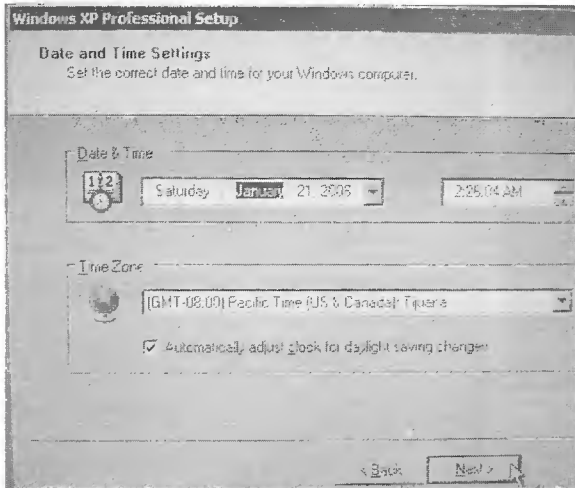 Windows XP Professional Setup
Date and Time Settings
Set the correct date and time for your Windows computer.
Date & Time
Saturday , January 21, 2006
2:25:04 AM
Time Zone
(GMT-08:00) Pacific Time (US & Canada); Tijuana
Automatically adjust clock for daylight saving changes
< Back
Next >